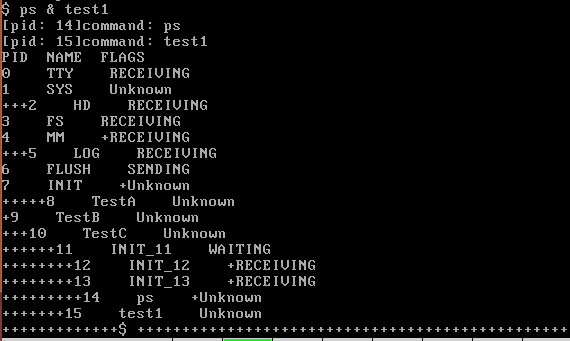 $ ps & test1
[pid: 14]command: ps
[pid: 15]command: test1
PID  NAME  FLAGS
0    TTY    RECEIVING
1    SYS    Unknown
+++2    HD    RECEIVING
3    FS    RECEIVING
4    MM    +RECEIVING
+++5    LOG    RECEIVING
6    FLUSH    SENDING
7    INIT    +Unknown
+++++8    TestA    Unknown
+9    TestB    Unknown
+++10    TestC    Unknown
++++++11    INIT_11    WAITING
++++++++12    INIT_12    +RECEIVING
++++++++13    INIT_13    +RECEIVING
+++++++++14    ps    +Unknown
+++++++15    test1    Unknown
+++++++++++++$ ++++++++++++++++++++++++++++++++++++++++++++++++